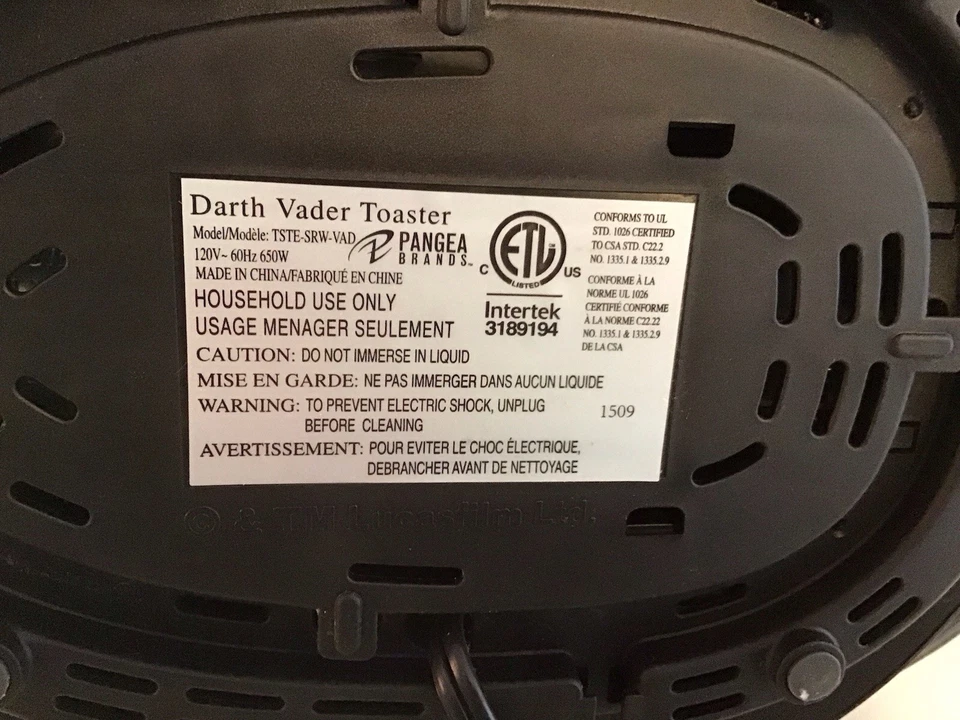 Darth Vader Toaster
Model/Modèle: TSTE-SRW-VAD
120V~ 60Hz 650W
MADE IN CHINA/FABRIQUÉ EN CHINE
HOUSEHOLD USE ONLY
USAGE MENAGER SEULEMENT
PANGEA
BRANDS™
C ETL US
LISTED
Intertek
3189194
CONFORMS TO UL
STD. 1026 CERTIFIED
TO CSA STD. C22.2
NO. 1335.1 & 1335.2.9
CONFORME À LA
NORME UL 1026
CERTIFIÉ CONFORME
À LA NORME C22.22
NO. 1335.1 & 1335.2.9
DE LA CSA
CAUTION: DO NOT IMMERSE IN LIQUID
MISE EN GARDE: NE PAS IMMERGER DANS AUCUN LIQUIDE
WARNING: TO PREVENT ELECTRIC SHOCK, UNPLUG
BEFORE CLEANING
1509
AVERTISSEMENT: POUR EVITER LE CHOC ÉLECTRIQUE,
DEBRANCHER AVANT DE NETTOYAGE
© & TM Lucasfilm Ltd.